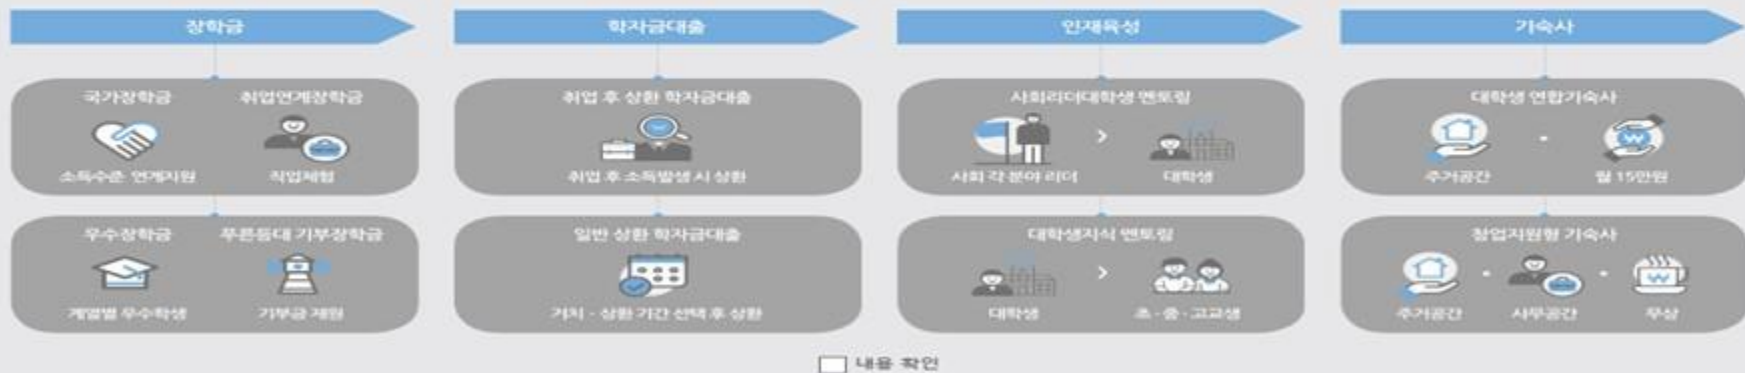 장학금
국가장학금 취업연계장학금
소득수준 연계지원 직업체험
우수장학금 푸른등대 기부장학금
계열별 우수학생 기부금 재원
학자금대출
취업 후 상환 학자금대출
취업 후 소득발생 시 상환
일반 상환 학자금대출
거치 - 상환 기간 선택 후 상환
인재육성
사회리더대학생 멘토링
사회 각 분야 리더 대학생
대학생지식 멘토링
대학생 초·중·고교생
기숙사
대학생 연합기숙사
주거공간 월 15만원
창업지원형 기숙사
주거공간 사무공간 무상
내용 확인